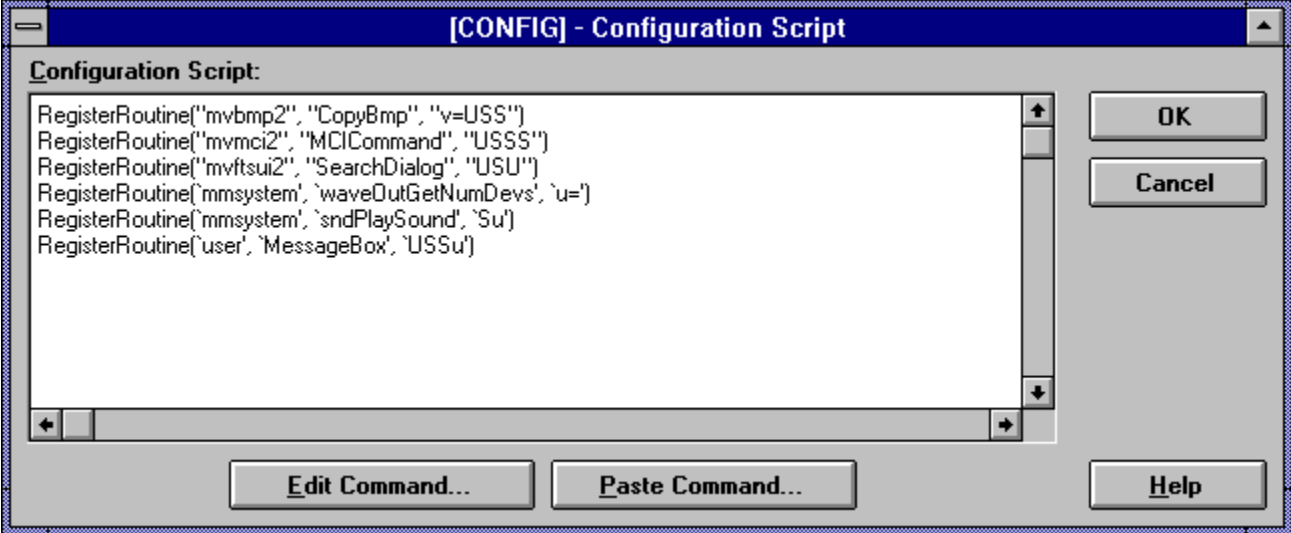 [CONFIG] - Configuration Script
Configuration Script:
RegisterRoutine("mvbmp2", "CopyBmp", "v=USS")
RegisterRoutine("mvmci2", "MCICommand", "USSS")
RegisterRoutine("mvftsui2", "SearchDialog", "USU")
RegisterRoutine(`mmsystem', `waveOutGetNumDevs', `u=')
RegisterRoutine(`mmsystem', `sndPlaySound', `Su')
RegisterRoutine(`user', `MessageBox', `USSu')
OK
Cancel
Edit Command...
Paste Command...
Help